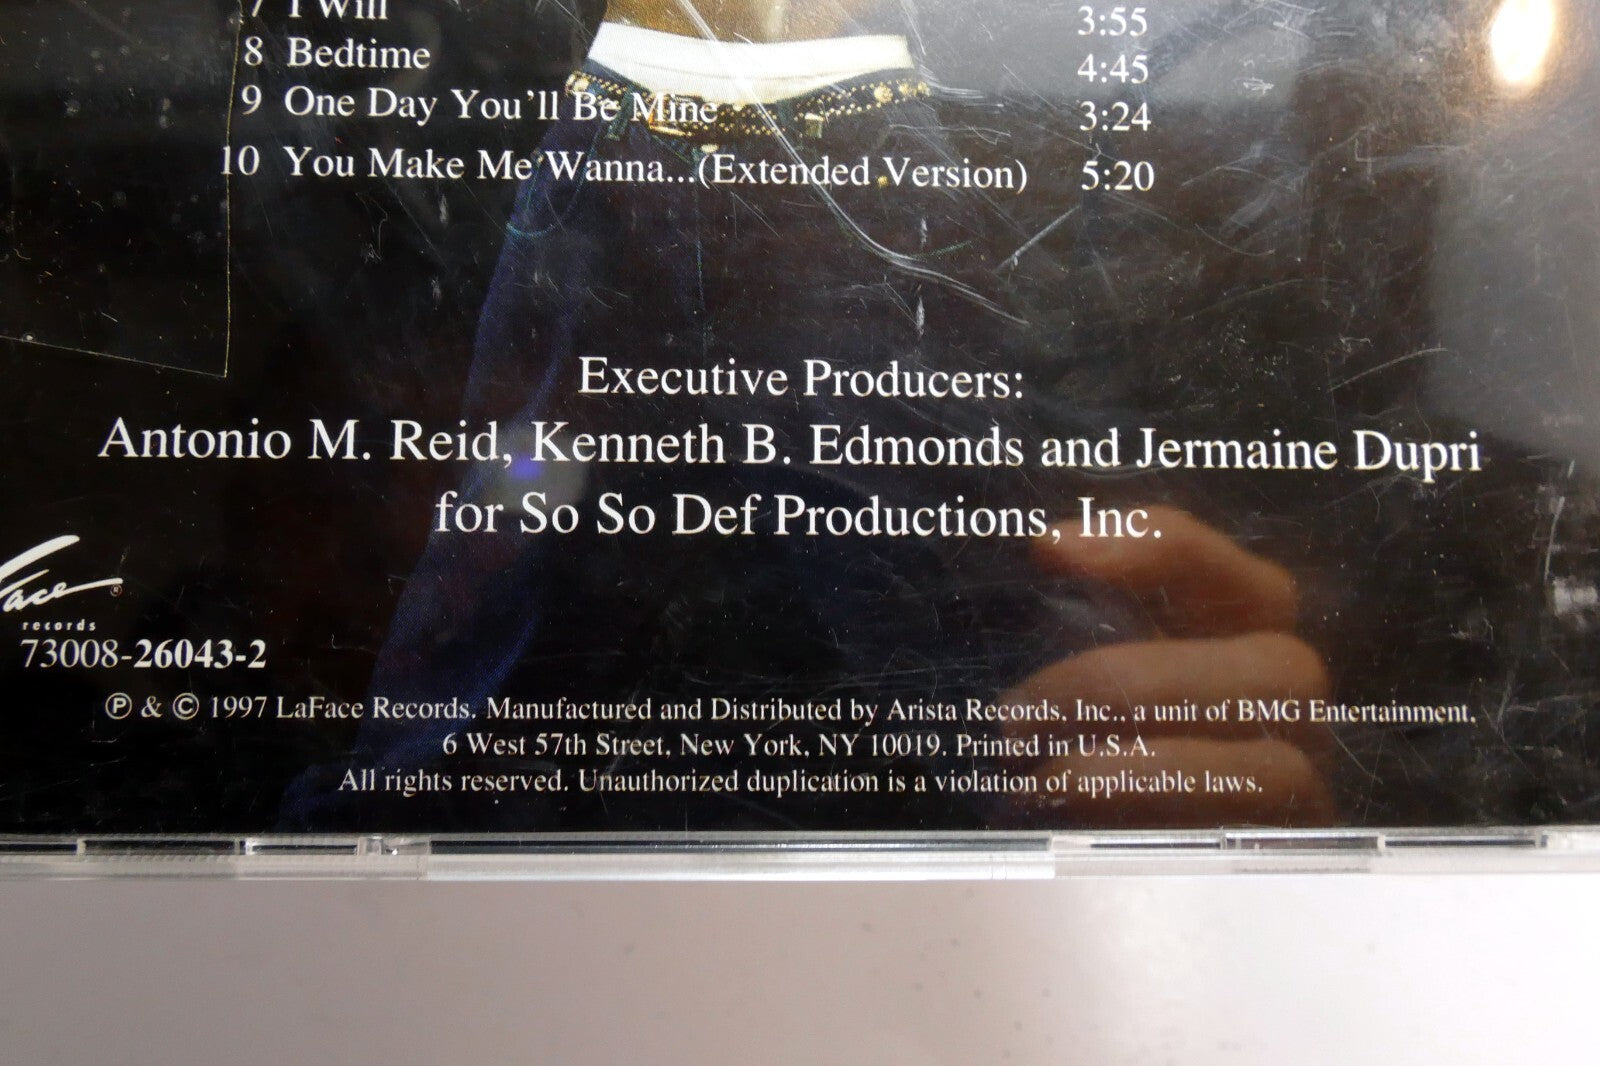 7 I Will 3:55
8 Bedtime 4:45
9 One Day You'll Be Mine 3:24
10 You Make Me Wanna...(Extended Version) 5:20
Executive Producers:
Antonio M. Reid, Kenneth B. Edmonds and Jermaine Dupri
for So So Def Productions, Inc.
Face®
records
73008-26043-2
℗ & © 1997 LaFace Records. Manufactured and Distributed by Arista Records, Inc., a unit of BMG Entertainment,
6 West 57th Street, New York, NY 10019. Printed in U.S.A.
All rights reserved. Unauthorized duplication is a violation of applicable laws.